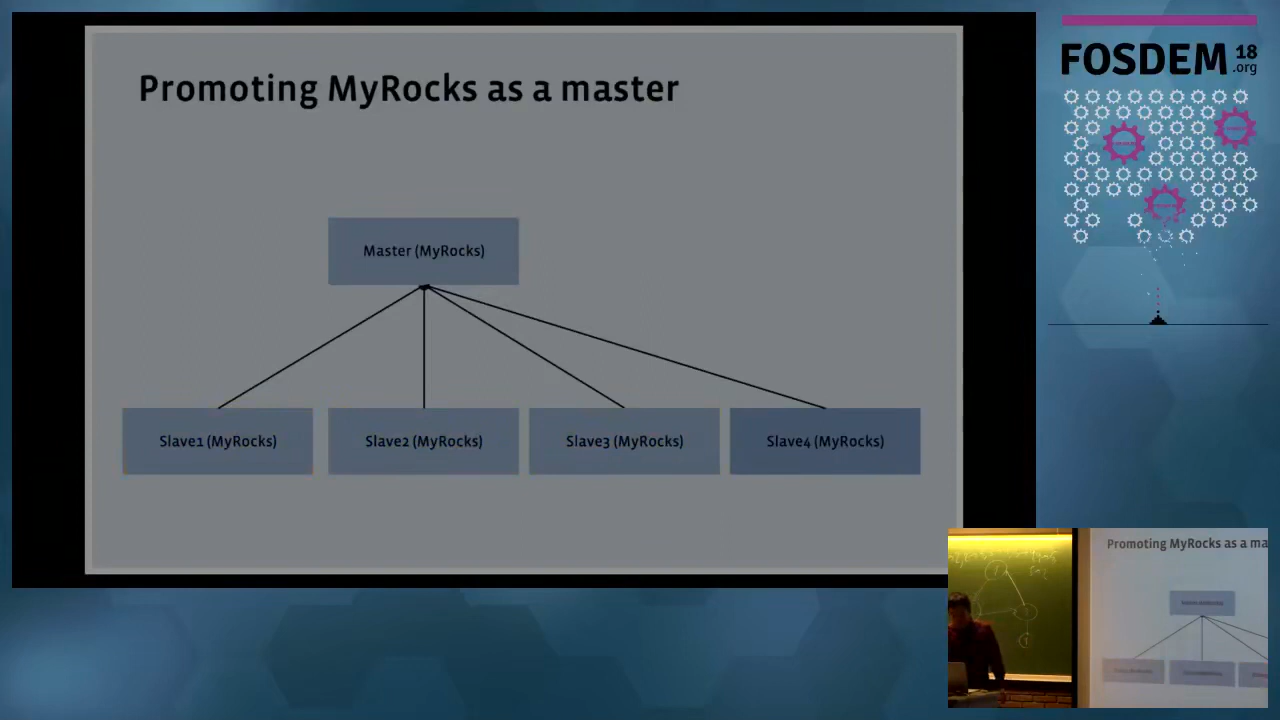 Promoting MyRocks as a master
Master (MyRocks)
Slave1 (MyRocks)
Slave2 (MyRocks)
Slave3 (MyRocks)
Slave4 (MyRocks)
FOSDEM 18
.org
Promoting MyRocks as a ma